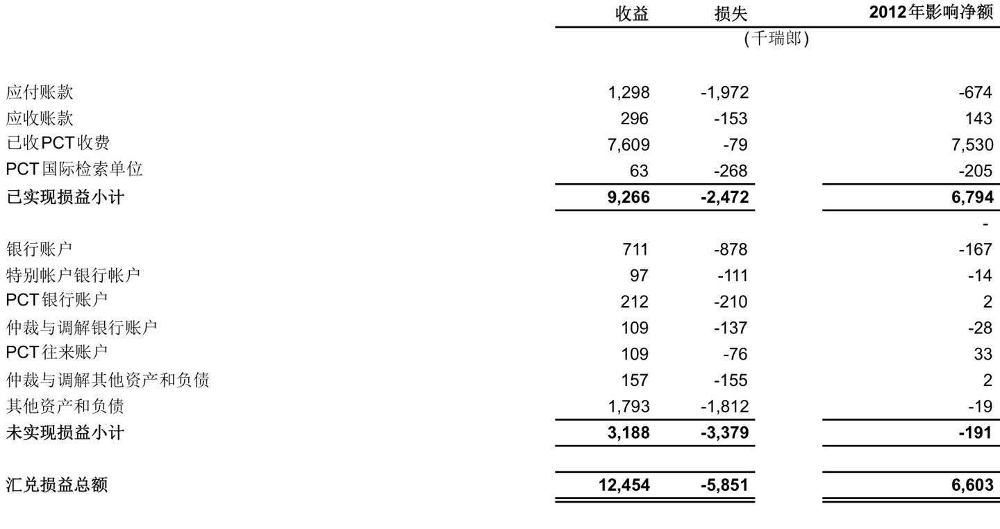 收益 损失 2012年影响净额
(千瑞郎)
应付账款 1,298 -1,972 -674
应收账款 296 -153 143
已收PCT收费 7,609 -79 7,530
PCT国际检索单位 63 -268 -205
已实现损益小计 9,266 -2,472 6,794
-
银行账户 711 -878 -167
特别帐户银行帐户 97 -111 -14
PCT银行账户 212 -210 2
仲裁与调解银行账户 109 -137 -28
PCT往来账户 109 -76 33
仲裁与调解其他资产和负债 157 -155 2
其他资产和负债 1,793 -1,812 -19
未实现损益小计 3,188 -3,379 -191
汇兑损益总额 12,454 -5,851 6,603